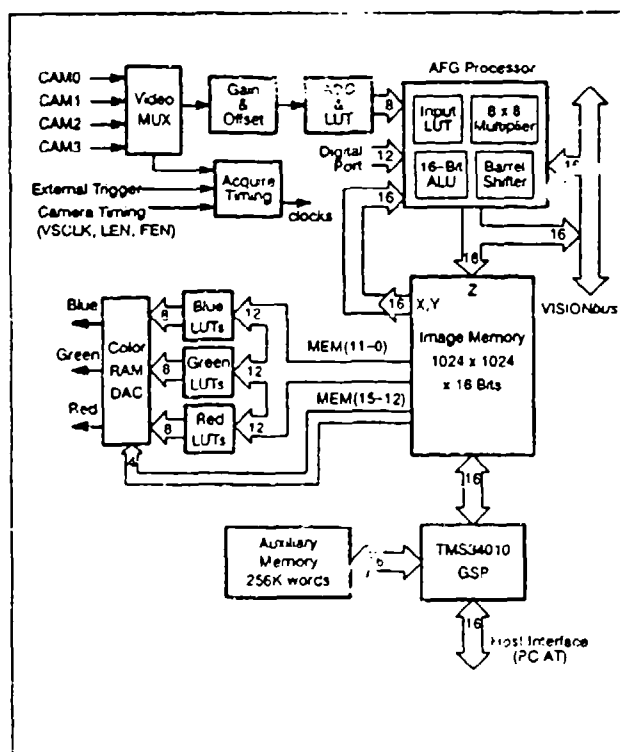 AFG Processor
CAM0
CAM1
CAM2
CAM3
Video
MUX
Gain
&
Offset
&
LUT
8
Input
LUT
8 x 8
Multiplier
16-Bit
ALU
Barrel
Shifter
Digital
Port
12
16
16
16
External Trigger
Camera Timing
(VSCLK, LEN, FEN)
Acquire
Timing
clocks
VISIONbus
Z
16
X,Y
Image Memory
1024 x 1024
x 16 Bits
Blue
Green
Red
Color
RAM
DAC
8
Blue
LUTs
12
8
Green
LUTs
12
8
Red
LUTs
12
MEM(11-0)
MEM(15-12)
4
16
Auxiliary
Memory
256K words
TMS34010
GSP
16
Host Interface
(PC AT)